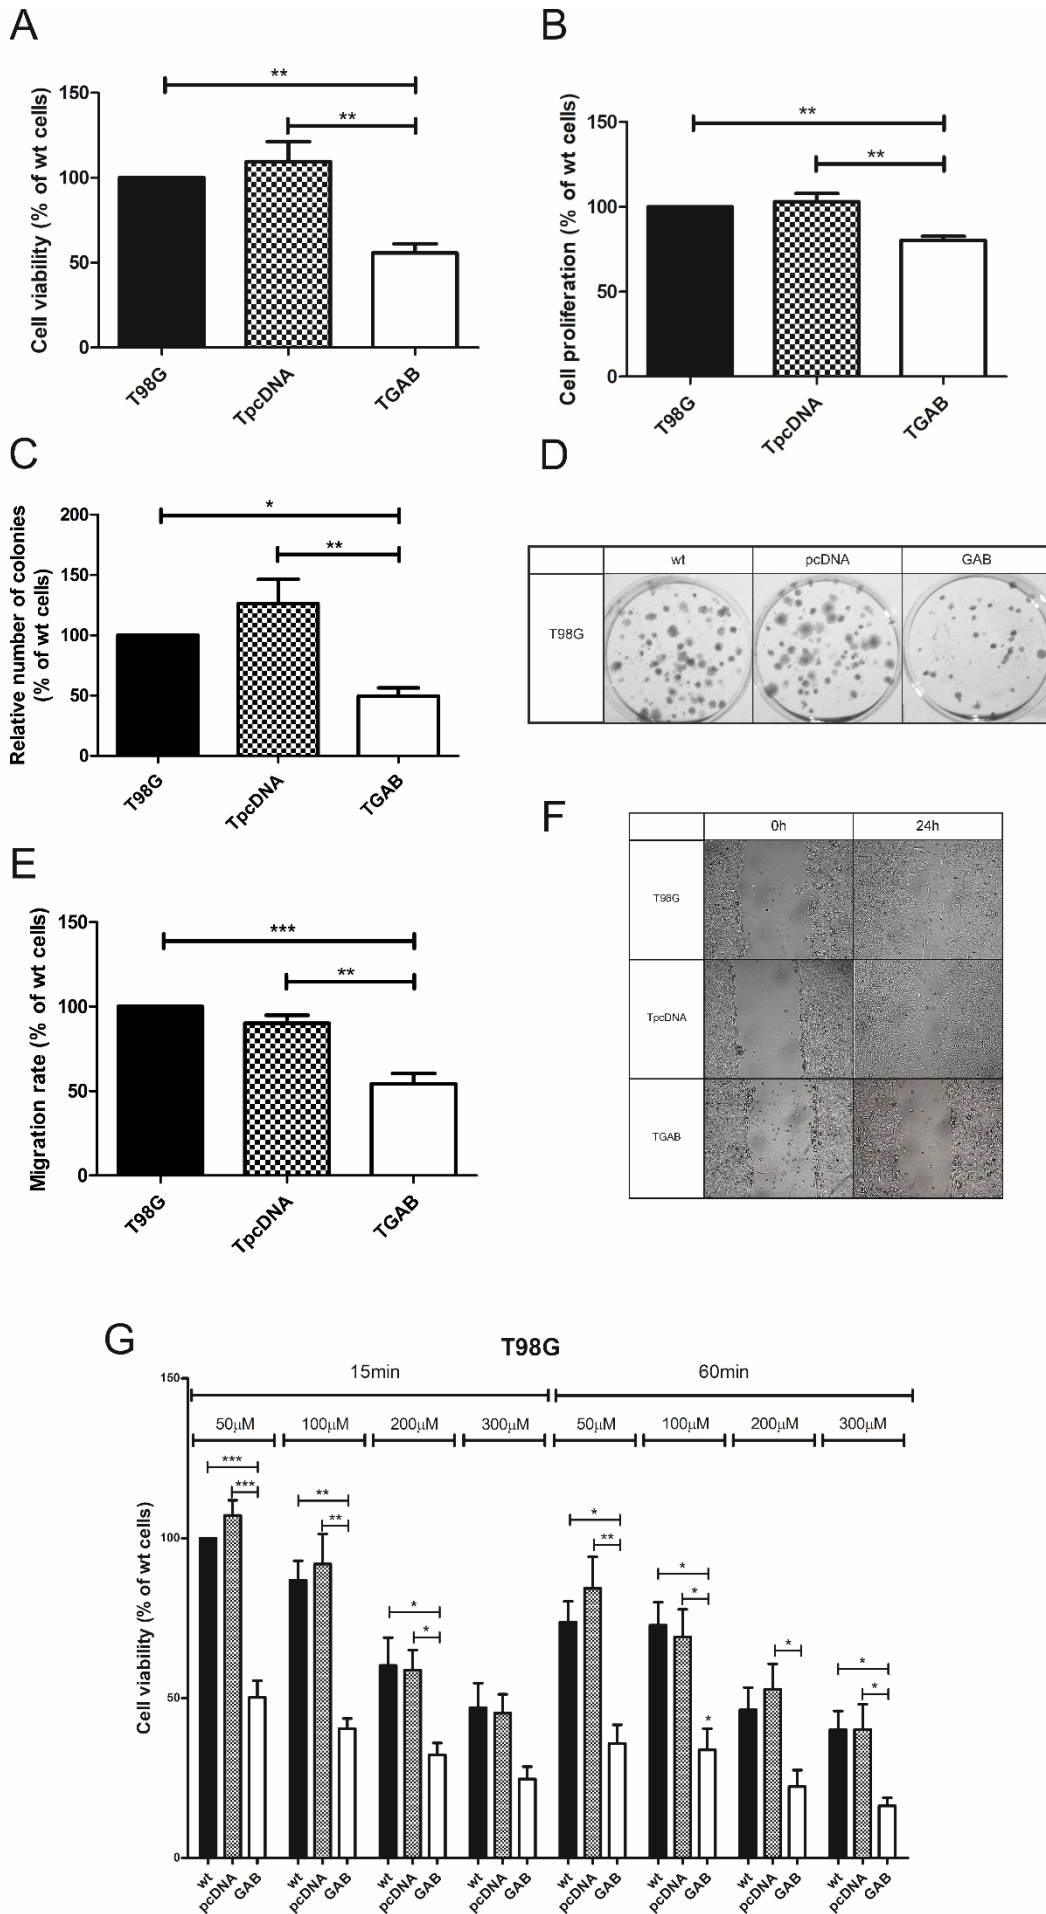 A
Cell viability (% of wt cells)
150
100
50
0
**
**
T98G
TpcDNA
TGAB
B
Cell proliferation (% of wt cells)
150
100
50
0
**
**
T98G
TpcDNA
TGAB
C
Relative number of colonies
(% of wt cells)
200
150
100
50
0
*
**
T98G
TpcDNA
TGAB
D
wt pcDNA GAB
T98G
E
Migration rate (% of wt cells)
150
100
50
0
***
**
T98G
TpcDNA
TGAB
F
0h 24h
T98G
TpcDNA
TGAB
G
T98G
15min 60min
50µM 100µM 200µM 300µM 50µM 100µM 200µM 300µM
Cell viability (% of wt cells)
150
100
50
0
***
***
**
**
*
*
*
**
*
*
*
*
*
*
wt pcDNA GAB wt pcDNA GAB wt pcDNA GAB wt pcDNA GAB wt pcDNA GAB wt pcDNA GAB wt pcDNA GAB wt pcDNA GAB